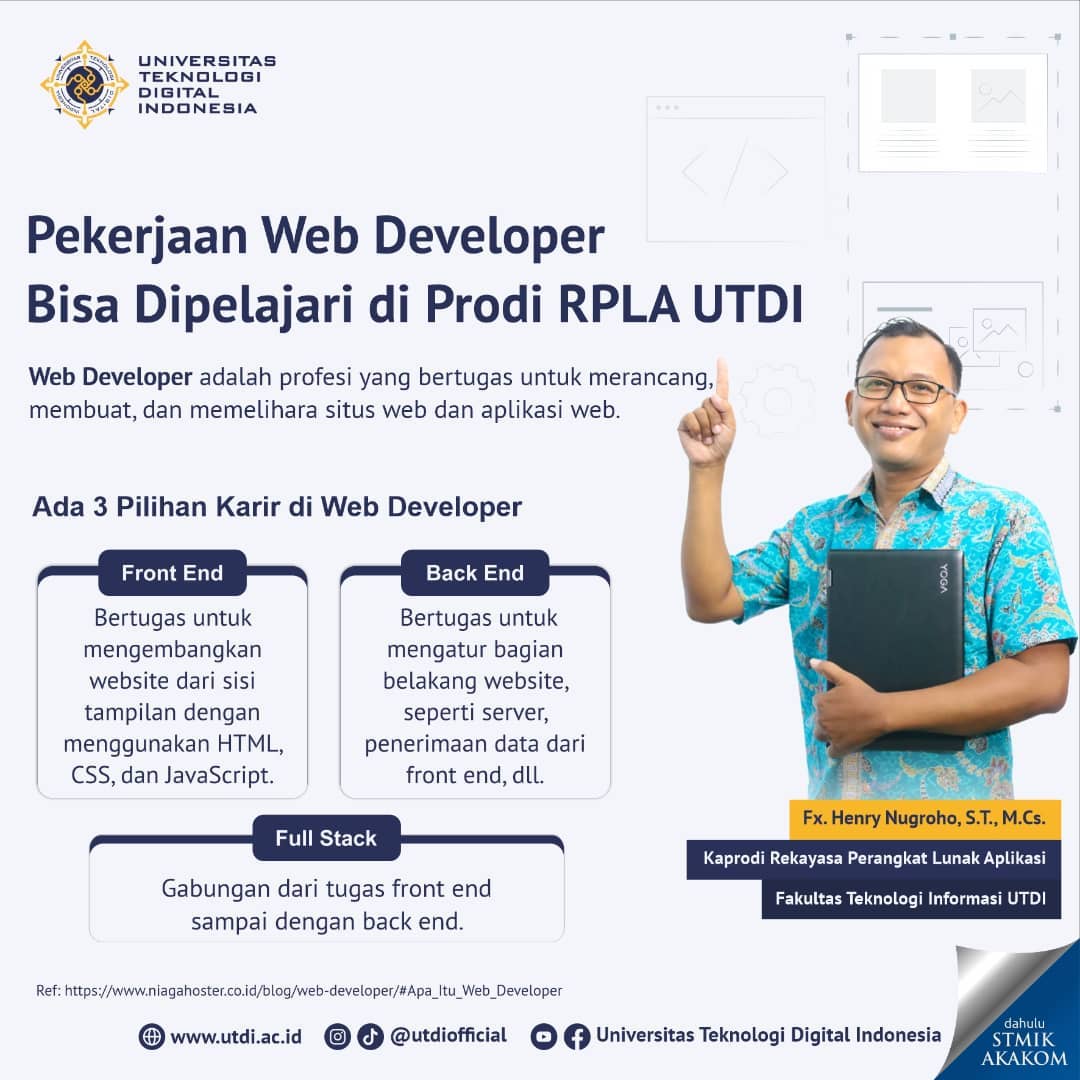 UNIVERSITAS
TEKNOLOGI
DIGITAL
INDONESIA
Pekerjaan Web Developer
Bisa Dipelajari di Prodi RPLA UTDI
Web Developer adalah profesi yang bertugas untuk merancang,
membuat, dan memelihara situs web dan aplikasi web.
Ada 3 Pilihan Karir di Web Developer
Front End
Bertugas untuk
mengembangkan
website dari sisi
tampilan dengan
menggunakan HTML,
CSS, dan JavaScript.
Back End
Bertugas untuk
mengatur bagian
belakang website,
seperti server,
penerimaan data dari
front end, dll.
Full Stack
Gabungan dari tugas front end
sampai dengan back end.
YOGA
Fx. Henry Nugroho, S.T., M.Cs.
Kaprodi Rekayasa Perangkat Lunak Aplikasi
Fakultas Teknologi Informasi UTDI
Ref: https://www.niagahoster.co.id/blog/web-developer/#Apa_Itu_Web_Developer
www.utdi.ac.id
@utdiofficial
Universitas Teknologi Digital Indonesia
dahulu
STMIK
AKAKOM